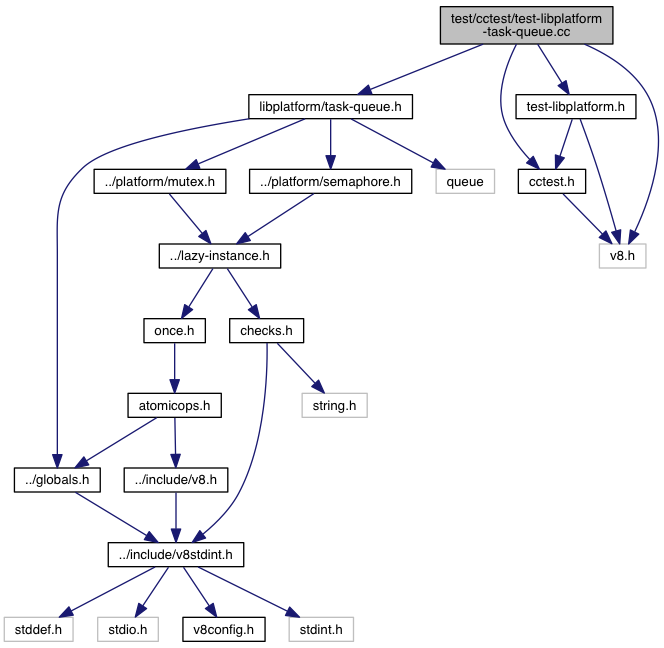 test/cctest/test-libplatform
-task-queue.cc
libplatform/task-queue.h
test-libplatform.h
../platform/mutex.h
../platform/semaphore.h
queue
cctest.h
../lazy-instance.h
v8.h
once.h
checks.h
atomicops.h
string.h
../globals.h
../include/v8.h
../include/v8stdint.h
stddef.h
stdio.h
v8config.h
stdint.h